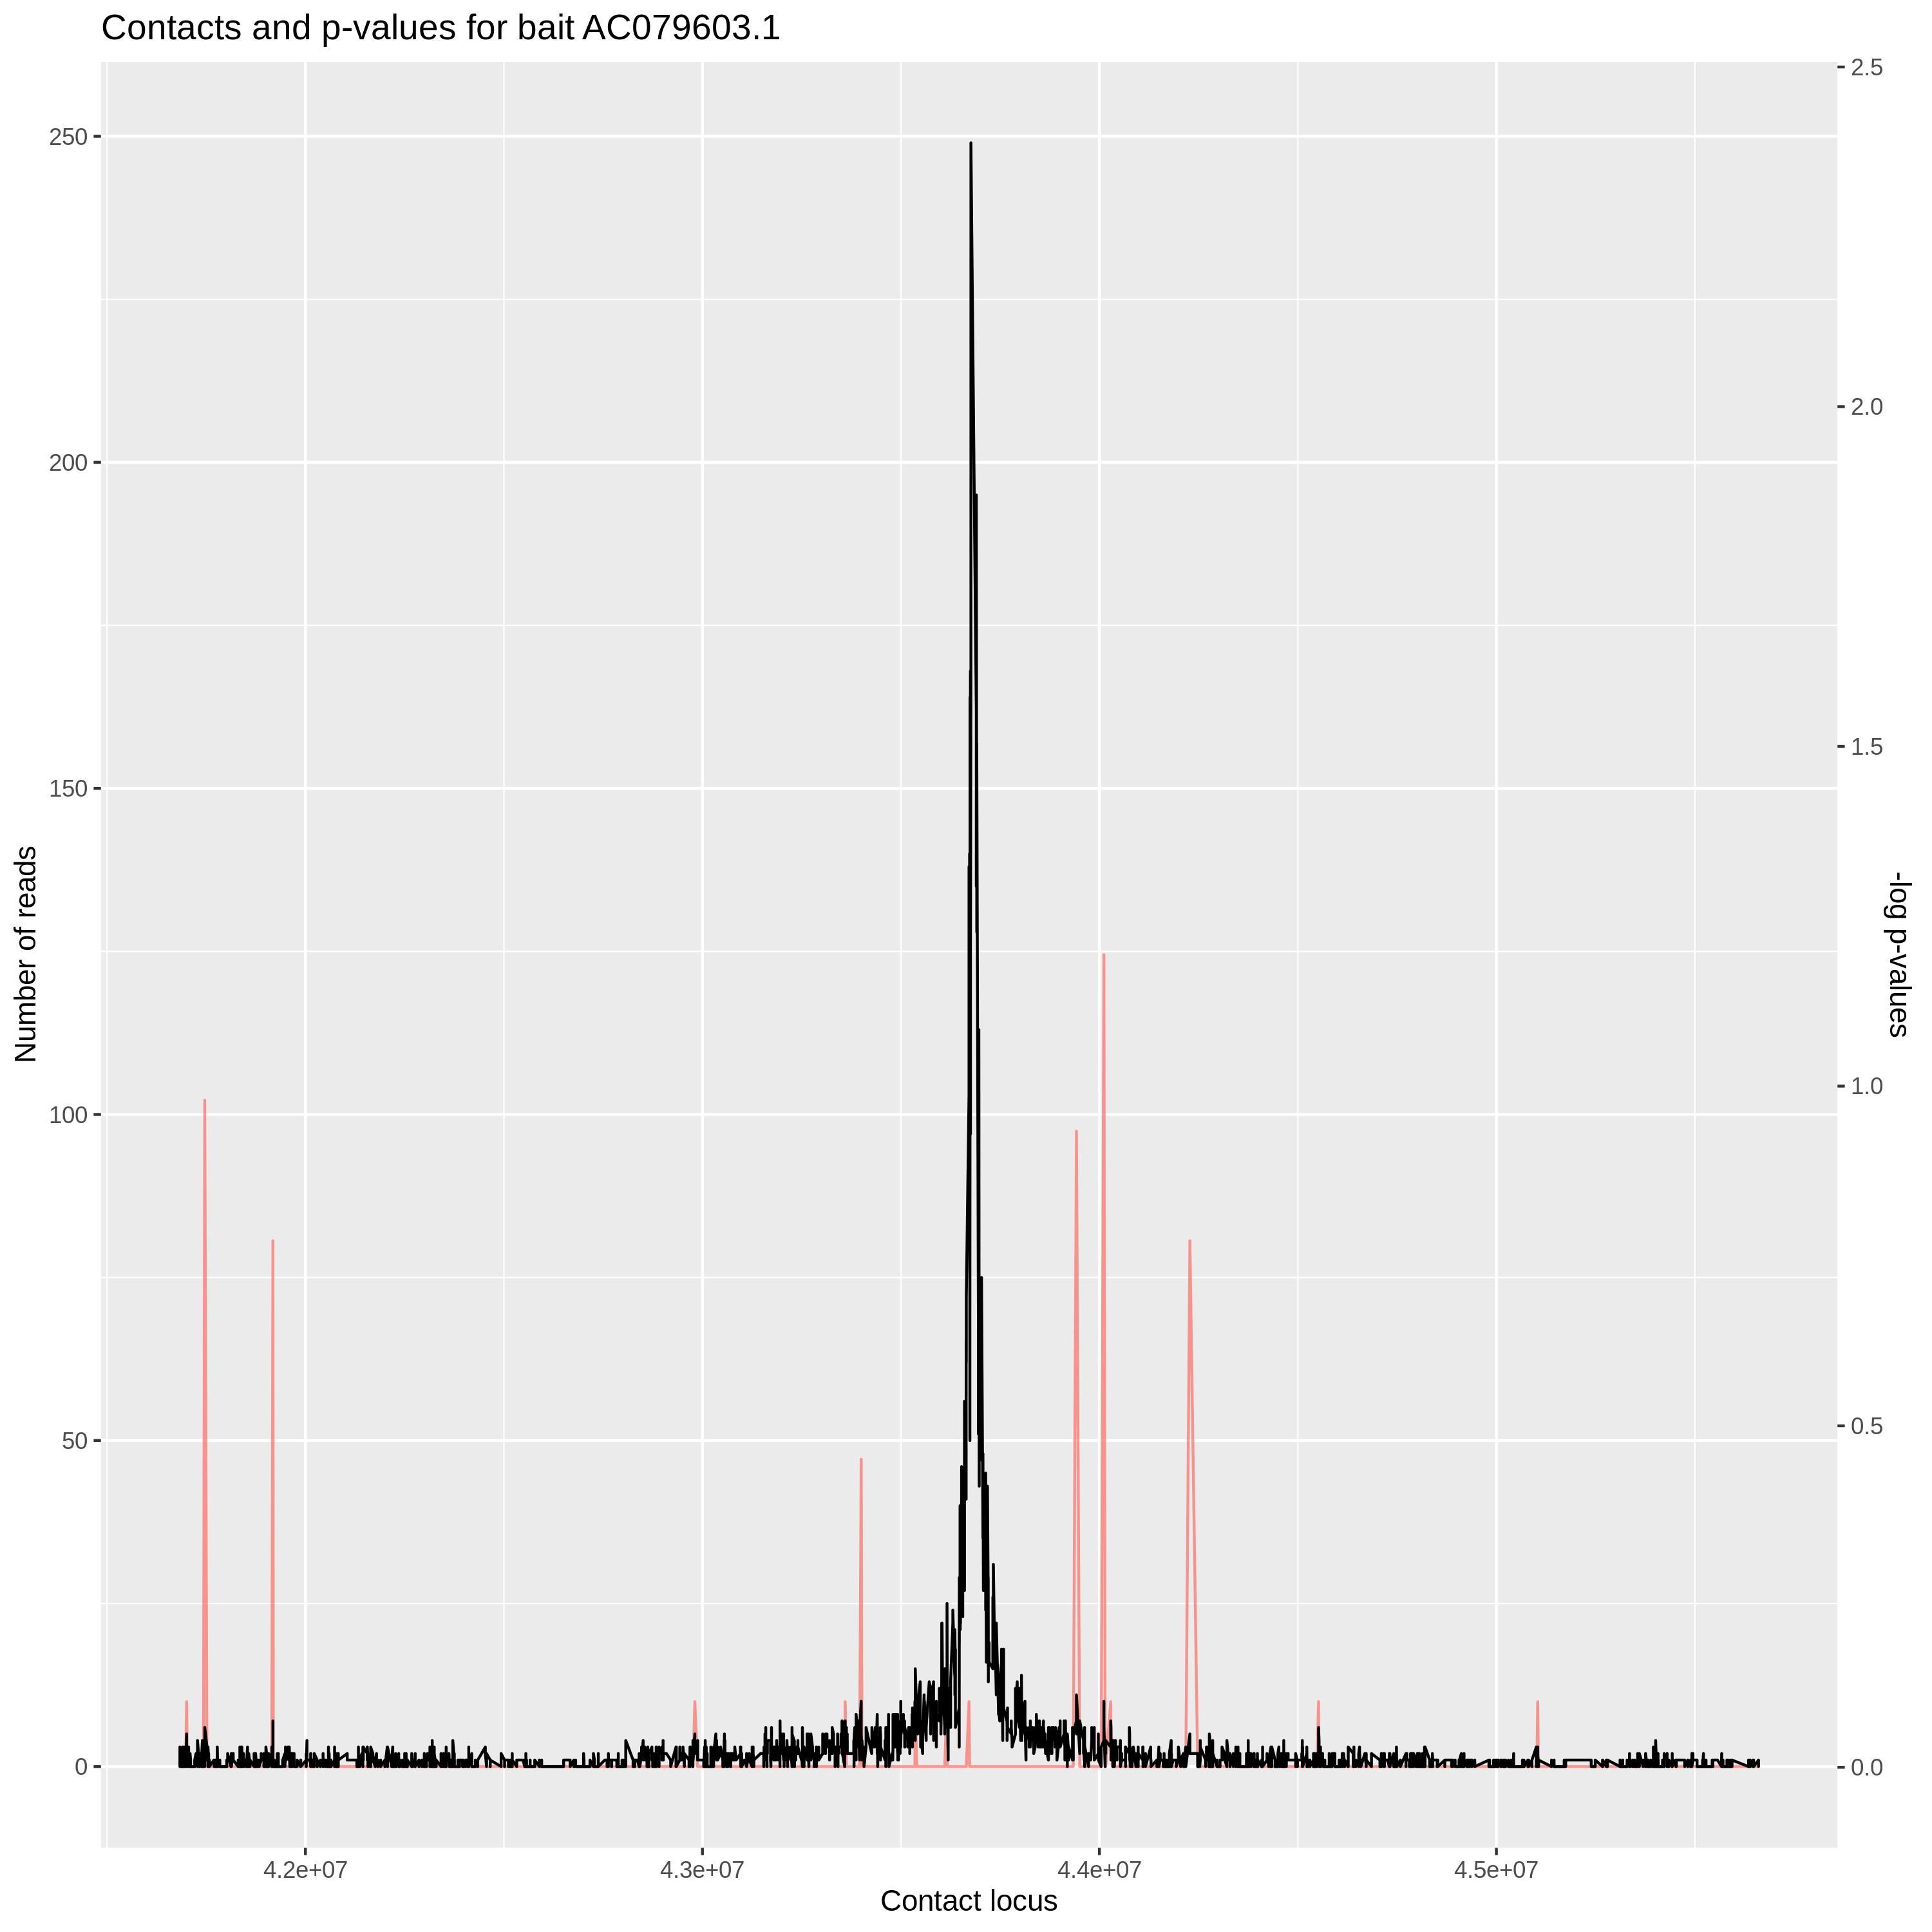 Contacts and p-values for bait AC079603.1
Number of reads
250
200
150
100
50
0
2.5
2.0
1.5
1.0
0.5
0.0
-log p-values
4.2e+07 4.3e+07 4.4e+07 4.5e+07
Contact locus